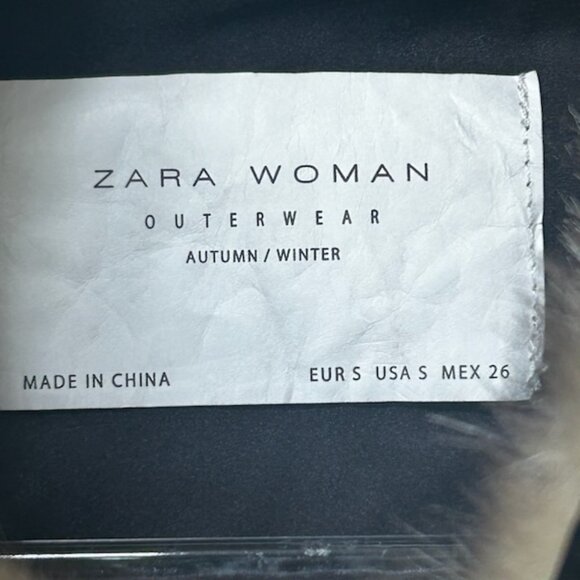 ZARA WOMAN
OUTERWEAR
AUTUMN / WINTER
MADE IN CHINA EUR S USA S MEX 26